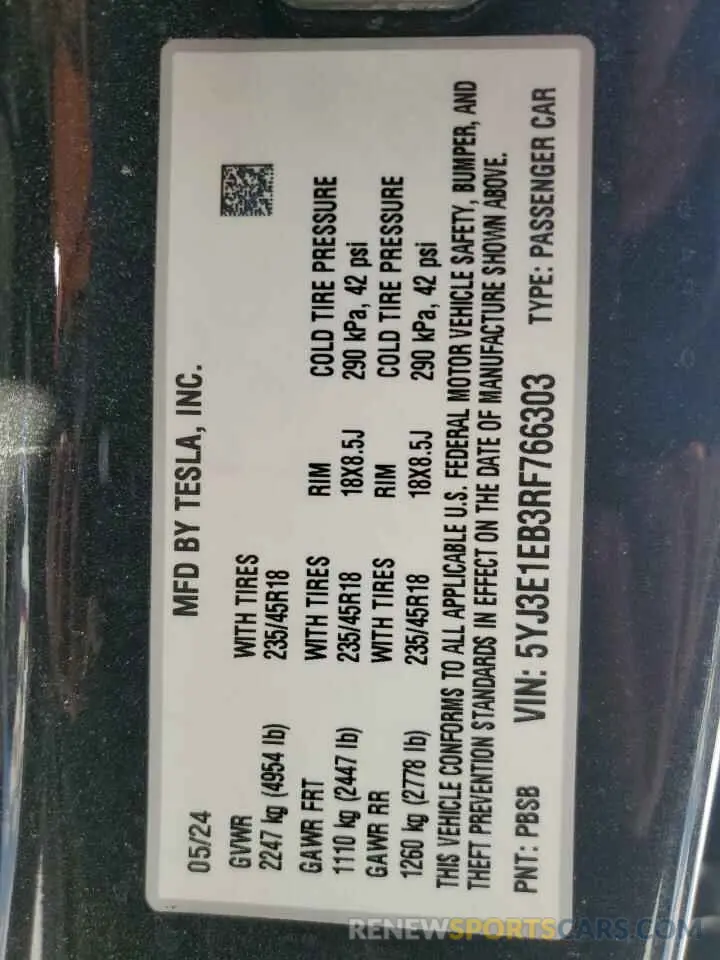 MFD BY TESLA, INC.
05/24
GVWR WITH TIRES
2247 kg (4954 lb) 235/45R18
GAWR FRT WITH TIRES RIM COLD TIRE PRESSURE
1110 kg (2447 lb) 235/45R18 18X8.5J 290 kPa, 42 psi
GAWR RR WITH TIRES RIM COLD TIRE PRESSURE
1260 kg (2778 lb) 235/45R18 18X8.5J 290 kPa, 42 psi
THIS VEHICLE CONFORMS TO ALL APPLICABLE U.S. FEDERAL MOTOR VEHICLE SAFETY, BUMPER, AND
THEFT PREVENTION STANDARDS IN EFFECT ON THE DATE OF MANUFACTURE SHOWN ABOVE.
PNT: PBSB VIN: 5YJ3E1EB3RF766303 TYPE: PASSENGER CAR
RENEWSPORTSCARS.COM